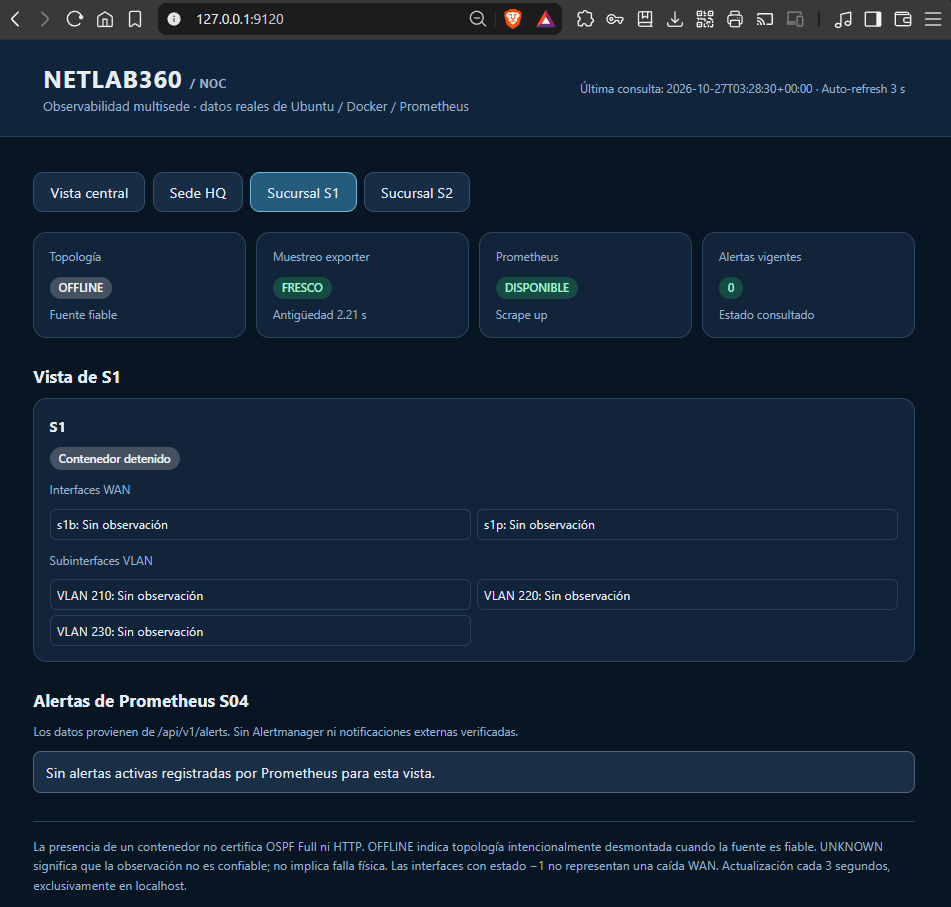 127.0.0.1:9120
NETLAB360 / NOC
Observabilidad multisede · datos reales de Ubuntu / Docker / Prometheus
Última consulta: 2026-10-27T03:28:30+00:00 · Auto-refresh 3 s
Vista central
Sede HQ
Sucursal S1
Sucursal S2
Topología
OFFLINE
Fuente fiable
Muestreo exporter
FRESCO
Antigüedad 2.21 s
Prometheus
DISPONIBLE
Scrape up
Alertas vigentes
0
Estado consultado
Vista de S1
S1
Contenedor detenido
Interfaces WAN
s1b: Sin observación
s1p: Sin observación
Subinterfaces VLAN
VLAN 210: Sin observación
VLAN 220: Sin observación
VLAN 230: Sin observación
Alertas de Prometheus S04
Los datos provienen de /api/v1/alerts. Sin Alertmanager ni notificaciones externas verificadas.
Sin alertas activas registradas por Prometheus para esta vista.
La presencia de un contenedor no certifica OSPF Full ni HTTP. OFFLINE indica topología intencionalmente desmontada cuando la fuente es fiable. UNKNOWN
significa que la observación no es confiable; no implica falla física. Las interfaces con estado −1 no representan una caída WAN. Actualización cada 3 segundos,
exclusivamente en localhost.